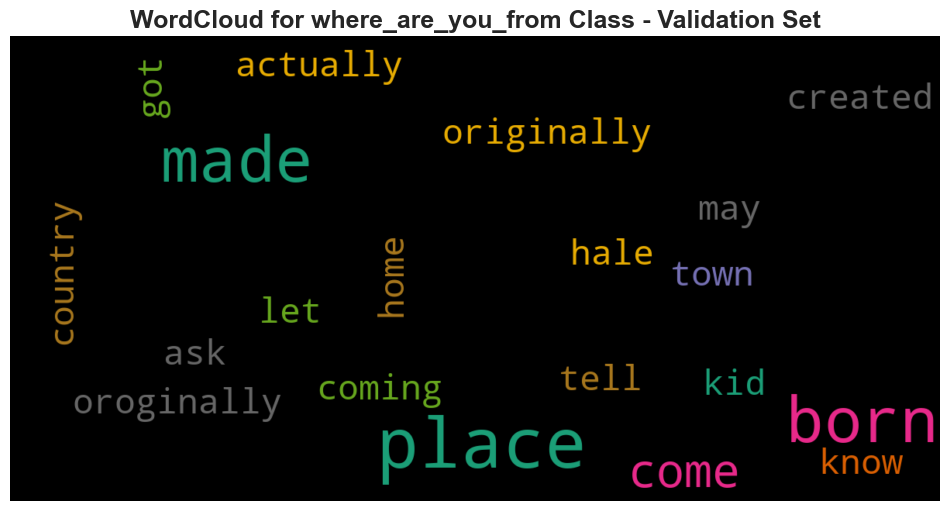 WordCloud for where_are_you_from Class - Validation Set
actually
got
created
originally
made
may
country
home
hale
town
let
ask
tell
kid
coming
oroginally
place
born
come
know